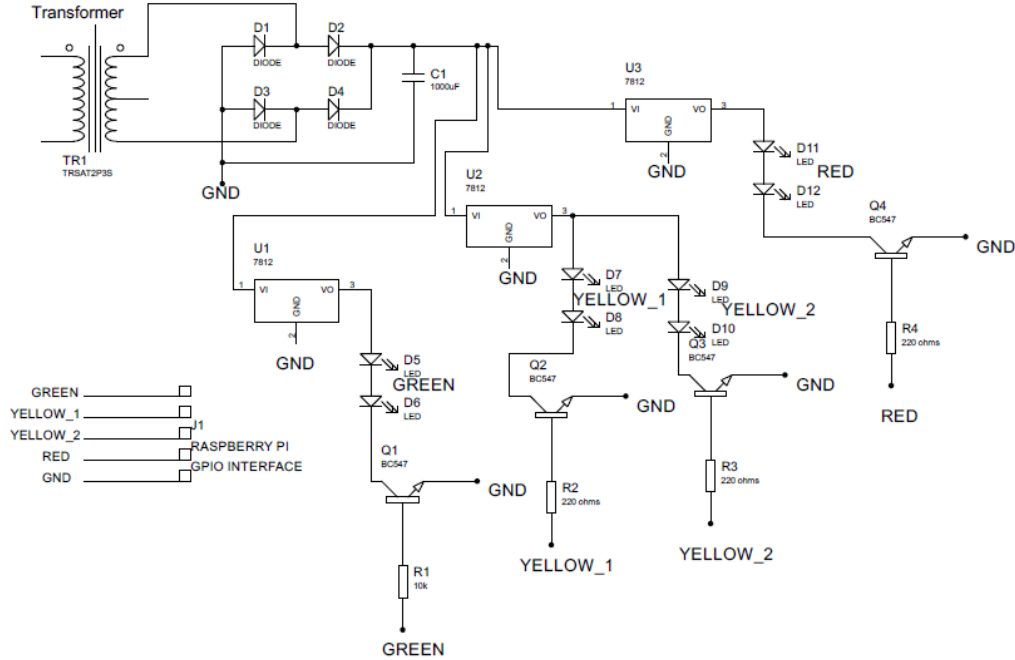 Transformer
TR1
TRSAT2P3S
D1
DIODE
D2
DIODE
D3
DIODE
D4
DIODE
C1
1000uF
GND
U3
7812
1
VI
VO
3
GND
2
GND
D11
LED
RED
D12
LED
Q4
BC547
GND
R4
220 ohms
RED
U2
7812
1
VI
VO
3
GND
2
GND
D7
LED
YELLOW_1
D8
LED
D9
LED
YELLOW_2
D10
LED
Q3
BC547
GND
R3
220 ohms
YELLOW_2
Q2
BC547
GND
R2
220 ohms
YELLOW_1
U1
7812
1
VI
VO
3
GND
2
GND
D5
LED
GREEN
D6
LED
Q1
BC547
GND
R1
10k
GREEN
GREEN
YELLOW_1
YELLOW_2
RED
GND
J1
RASPBERRY PI
GPIO INTERFACE